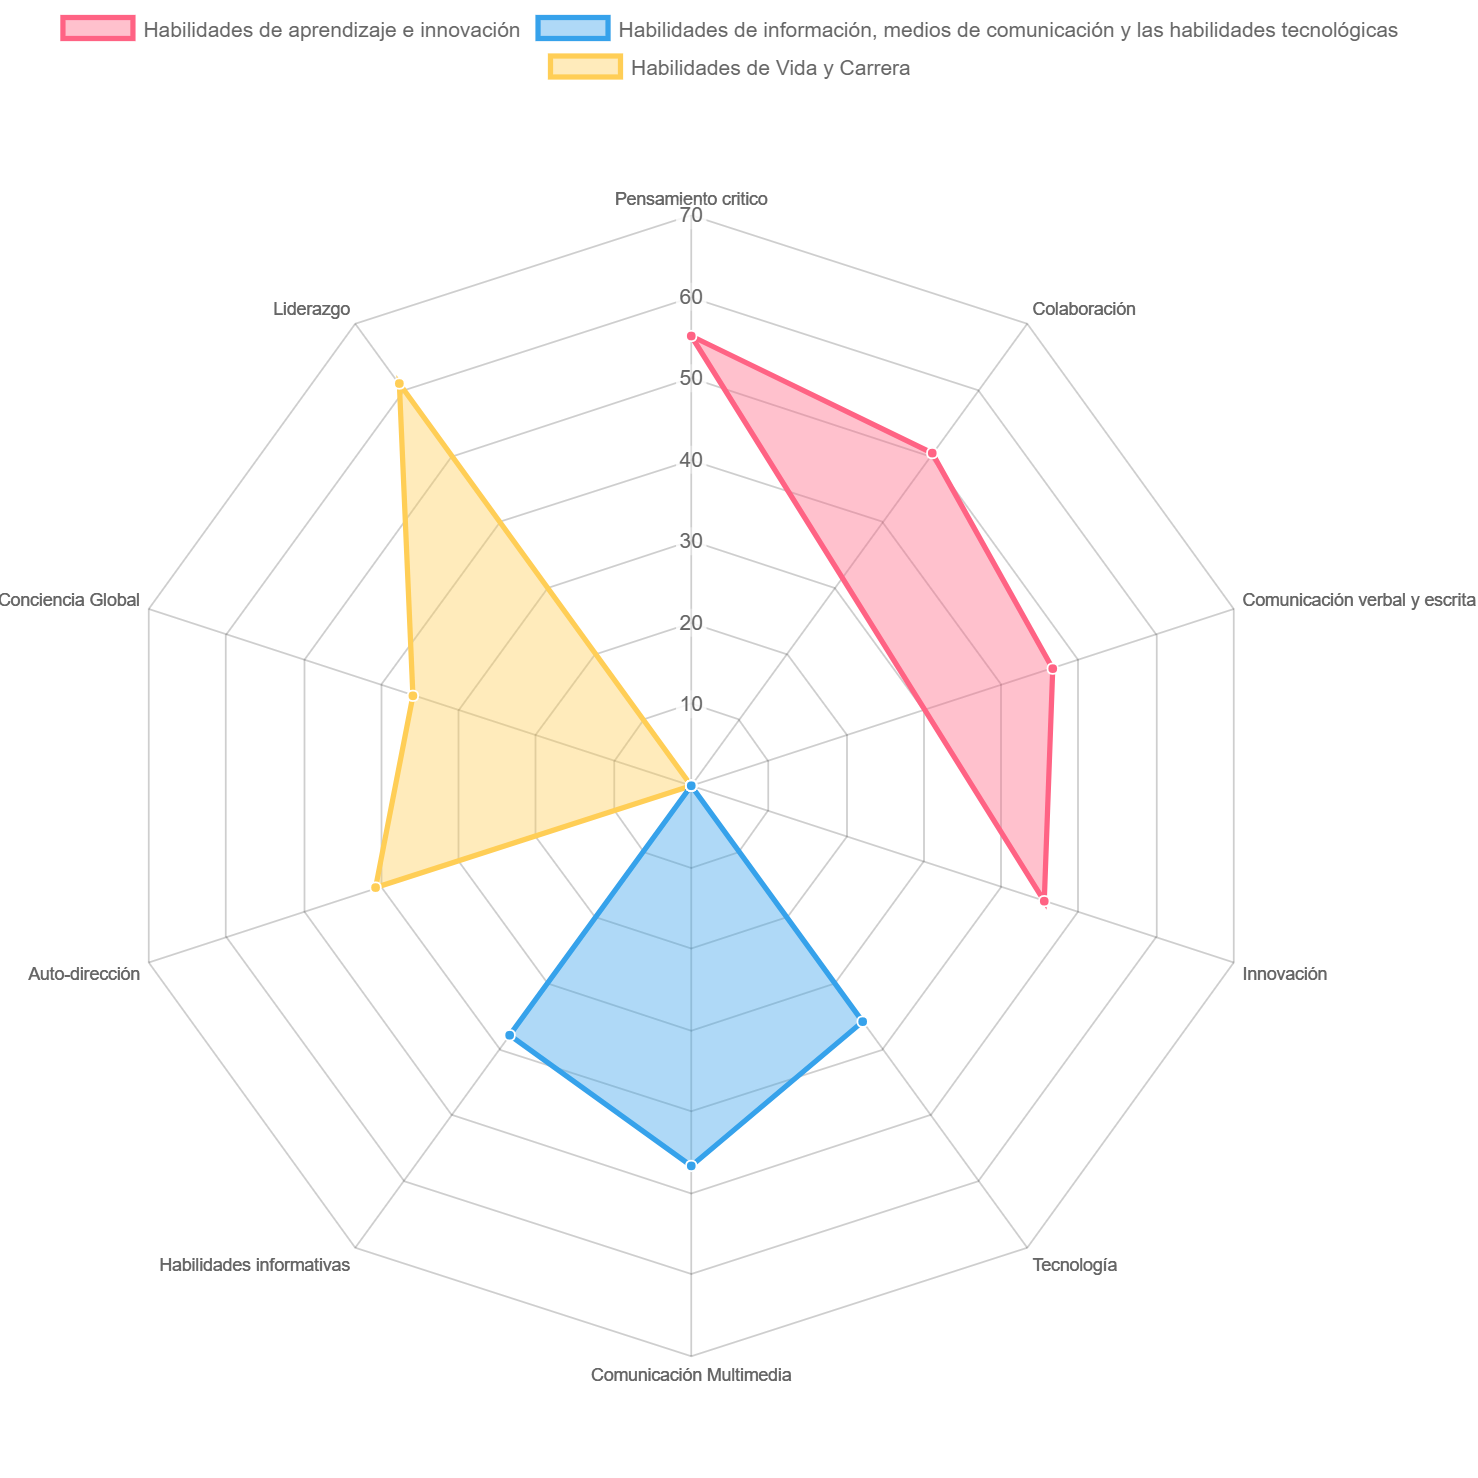 Habilidades de aprendizaje e innovación
Habilidades de información, medios de comunicación y las habilidades tecnológicas
Habilidades de Vida y Carrera
Pensamiento critico
70
60
50
40
30
20
10
Liderazgo
Colaboración
Conciencia Global
Comunicación verbal y escrita
Auto-dirección
Innovación
Habilidades informativas
Tecnología
Comunicación Multimedia